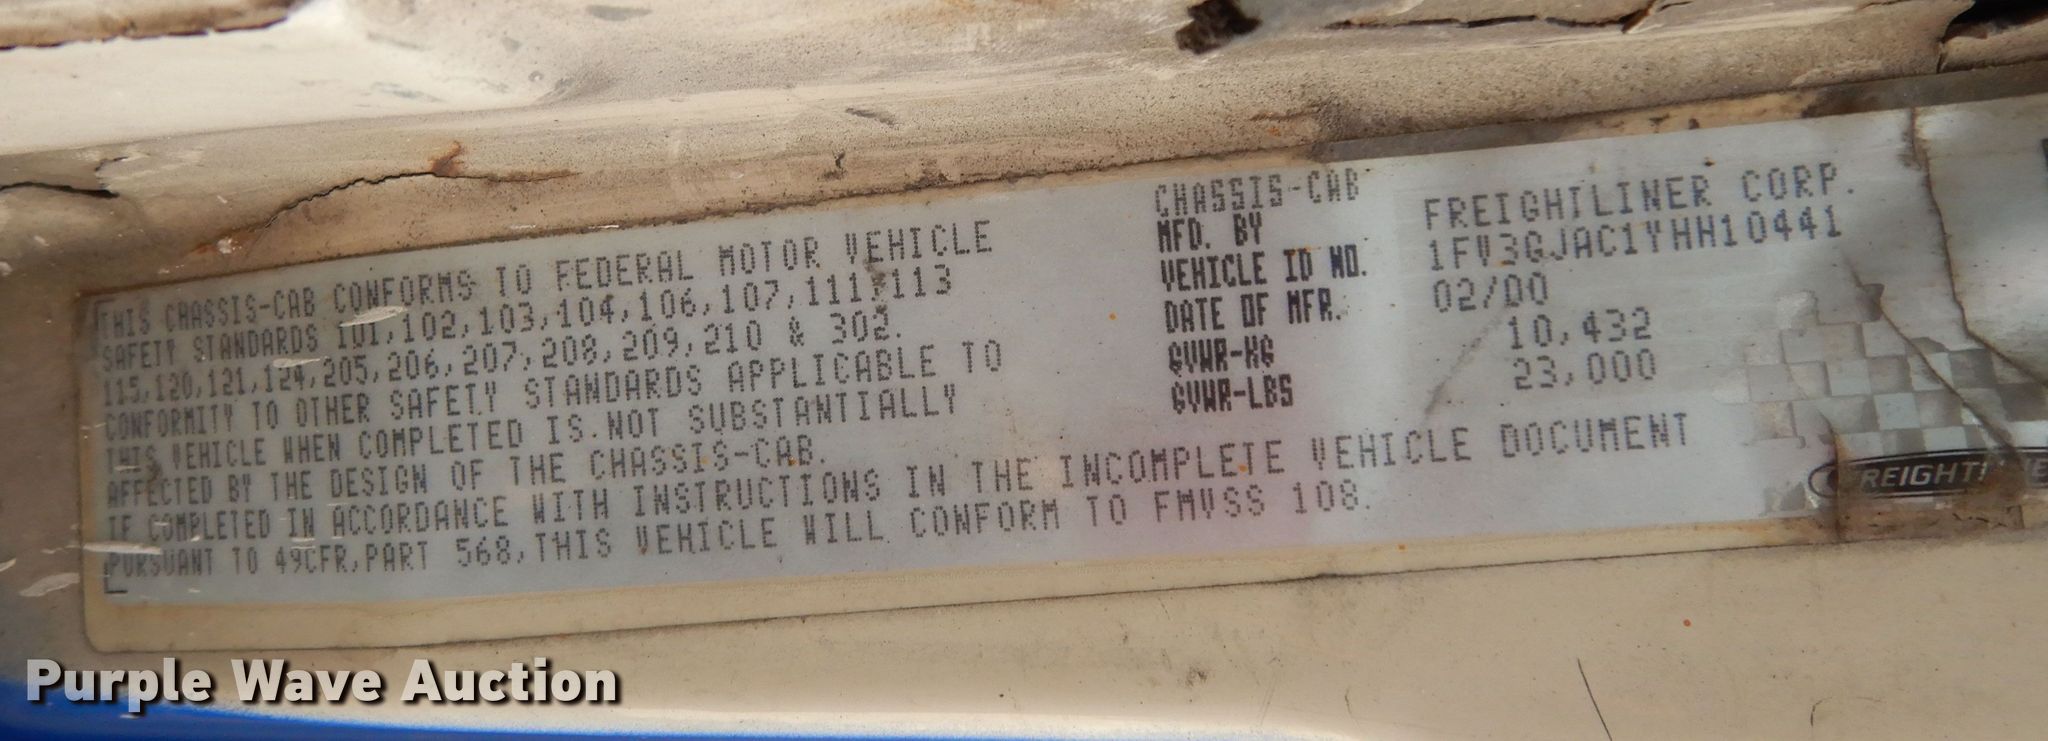 THIS CHASSIS-CAB CONFORMS TO FEDERAL MOTOR VEHICLE
SAFETY STANDARDS 101,102,103,104,106,107,111,113
115,120,121,124,205,206,207,208,209,210 & 302.
CONFORMITY TO OTHER SAFETY STANDARDS APPLICABLE TO
THIS VEHICLE WHEN COMPLETED IS NOT SUBSTANTIALLY
AFFECTED BY THE DESIGN OF THE CHASSIS-CAB.
IF COMPLETED IN ACCORDANCE WITH INSTRUCTIONS IN THE INCOMPLETE VEHICLE DOCUMENT
PURSUANT TO 49CFR,PART 568,THIS VEHICLE WILL CONFORM TO FMVSS 108.
CHASSIS-CAB
MFD. BY FREIGHTLINER CORP.
VEHICLE ID NO. 1FV3GJAC1YHH10441
DATE OF MFR. 02/00
GVWR-KG 10,432
GVWR-LBS 23,000
FREIGHTLINER
Purple Wave Auction